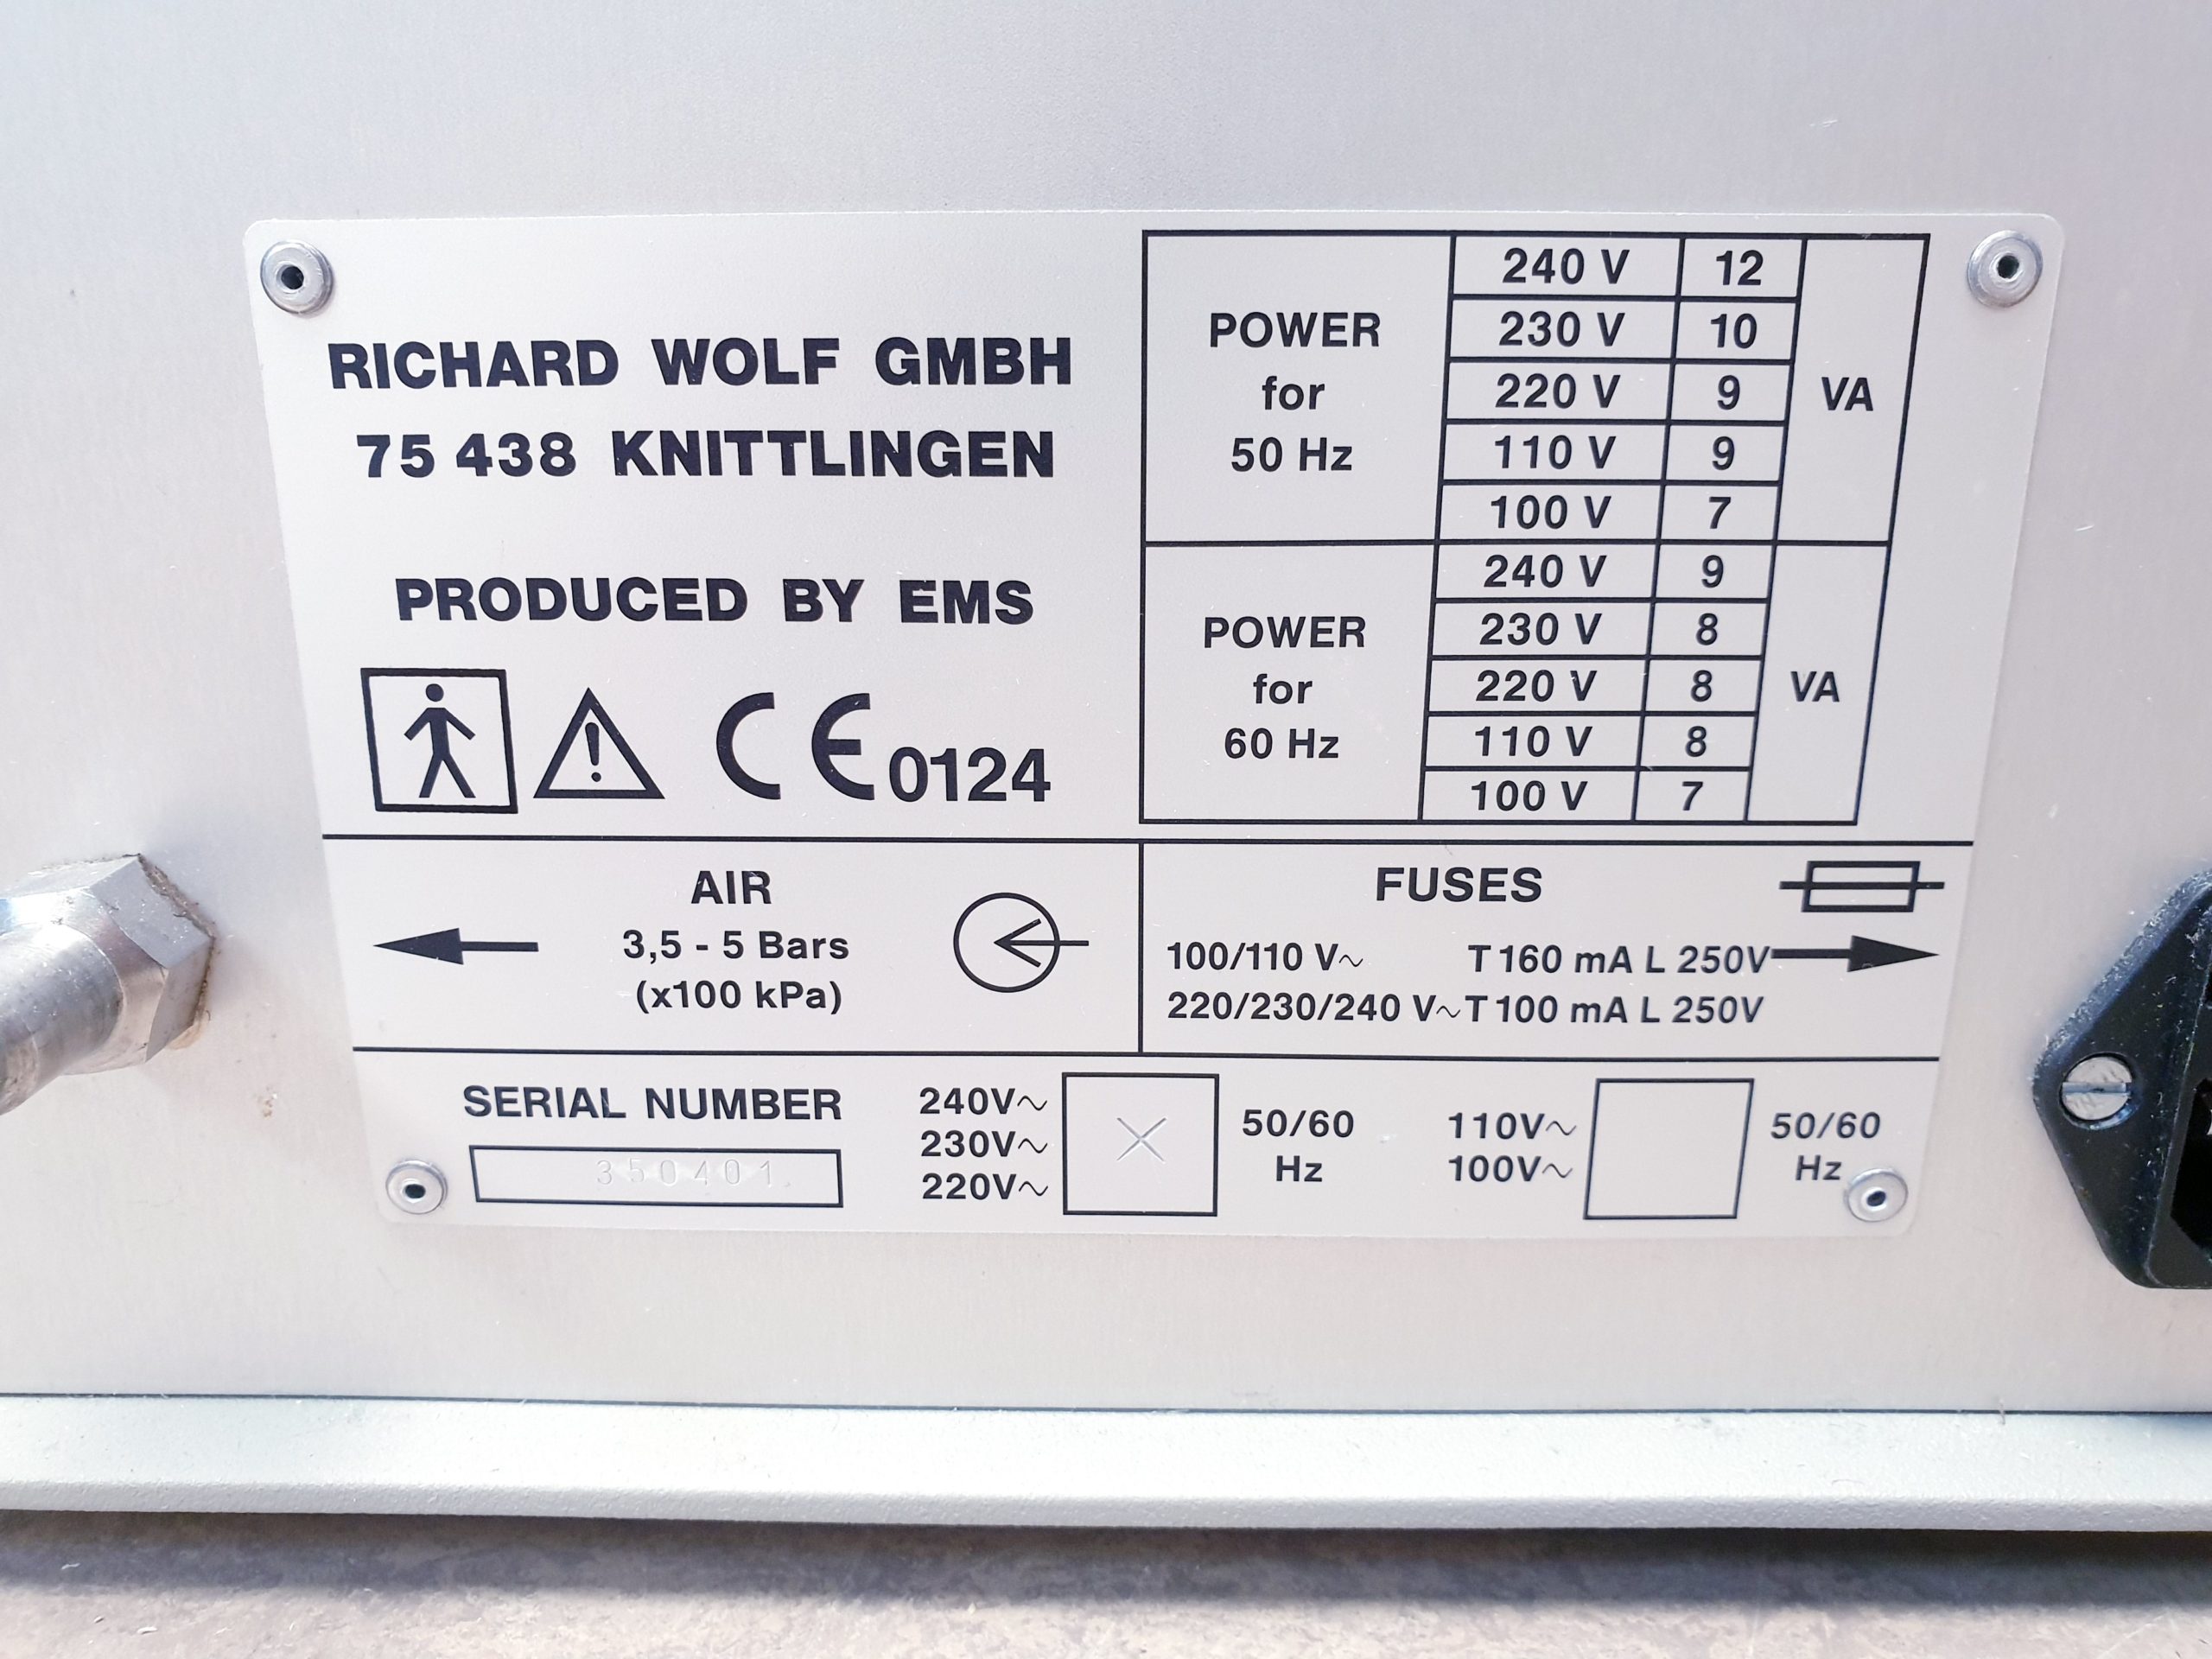 RICHARD WOLF GMBH
75 438 KNITTLINGEN
PRODUCED BY EMS
CE 0124
POWER
for
50 Hz
240 V 12
230 V 10
220 V 9
110 V 9
100 V 7
VA
POWER
for
60 Hz
240 V 9
230 V 8
220 V 8
110 V 8
100 V 7
VA
AIR
3,5 - 5 Bars
(x100 kPa)
FUSES
100/110 V~ T 160 mA L 250V
220/230/240 V~ T 100 mA L 250V
SERIAL NUMBER
350401.
240V~
230V~
220V~
X
50/60
Hz
110V~
100V~
50/60
Hz